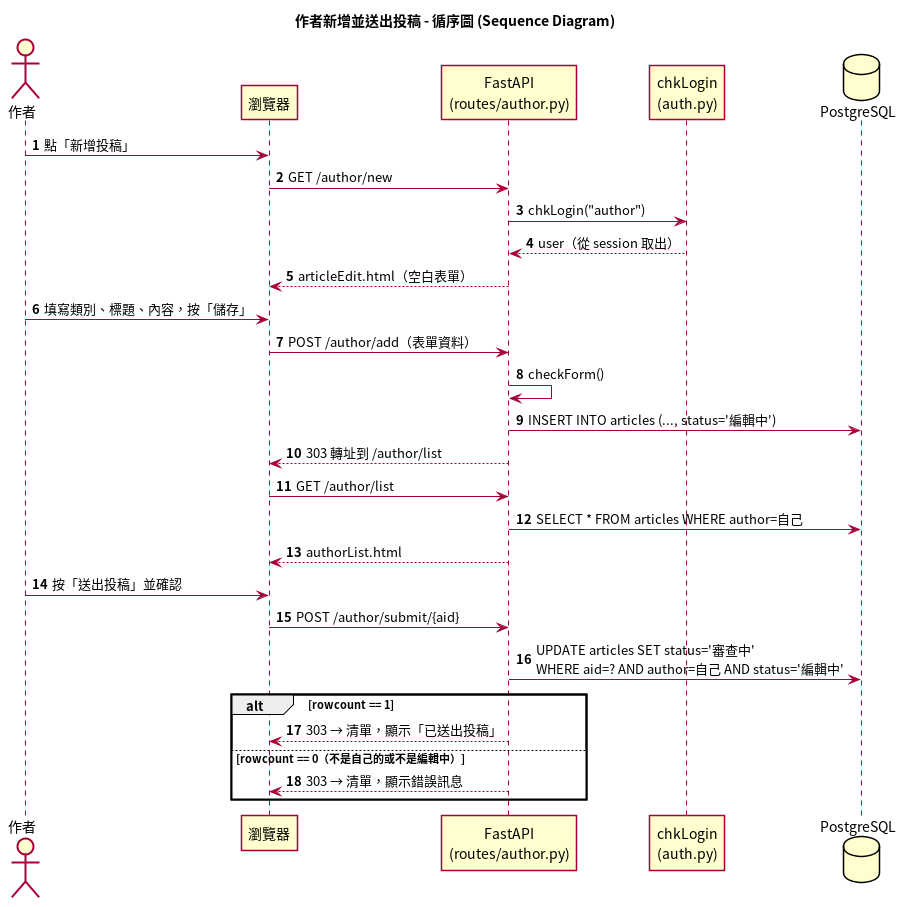 作者新增並送出投稿 - 循序圖 (Sequence Diagram)
作者
瀏覽器
FastAPI
(routes/author.py)
chkLogin
(auth.py)
PostgreSQL
1 點「新增投稿」
2 GET /author/new
3 chkLogin("author")
4 user（從 session 取出）
5 articleEdit.html（空白表單）
6 填寫類別、標題、內容，按「儲存」
7 POST /author/add（表單資料）
8 checkForm()
9 INSERT INTO articles (..., status='編輯中')
10 303 轉址到 /author/list
11 GET /author/list
12 SELECT * FROM articles WHERE author=自己
13 authorList.html
14 按「送出投稿」並確認
15 POST /author/submit/{aid}
16 UPDATE articles SET status='審查中'
WHERE aid=? AND author=自己 AND status='編輯中'
alt [rowcount == 1]
17 303 → 清單，顯示「已送出投稿」
[rowcount == 0（不是自己的或不是編輯中）]
18 303 → 清單，顯示錯誤訊息
作者
瀏覽器
FastAPI
(routes/author.py)
chkLogin
(auth.py)
PostgreSQL